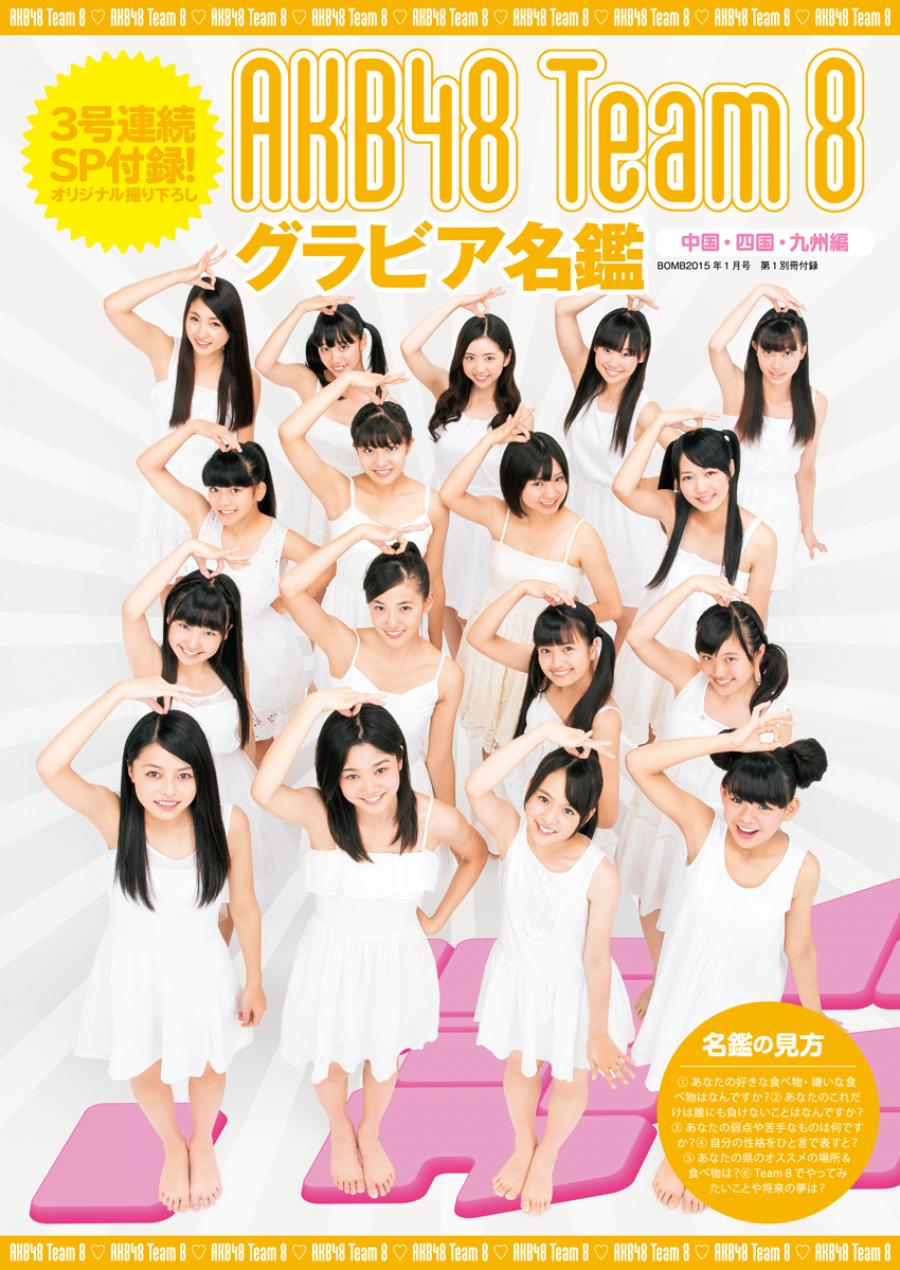 AKB48 Team 8 ♡ AKB48 Team 8 ♡ AKB48 Team 8 ♡ AKB48 Team 8 ♡ AKB48 Team 8 ♡ AKB48 Team 8 ♡ AKB48 Team 8 ♡ AKB48 Team 8 ♡ AKB48 Team 8
3号連続
SP付録!
オリジナル撮り下ろし
AKB48 Team 8
グラビア名鑑
中国・四国・九州編
BOMB2015年1月号 第1別冊付録
名鑑の見方
① あなたの好きな食べ物・嫌いな食
べ物はなんですか?② あなたのこれだ
けは誰にも負けないことはなんですか?
③ あなたの弱点や苦手なものは何です
か?④ 自分の性格をひと言で表すと?
⑤ あなたの県のオススメの場所&
食べ物は?⑥ Team 8でやってみ
たいことや将来の夢は?
AKB48 Team 8 ♡ AKB48 Team 8 ♡ AKB48 Team 8 ♡ AKB48 Team 8 ♡ AKB48 Team 8 ♡ AKB48 Team 8 ♡ AKB48 Team 8 ♡ AKB48 Team 8 ♡ AKB48 Team 8